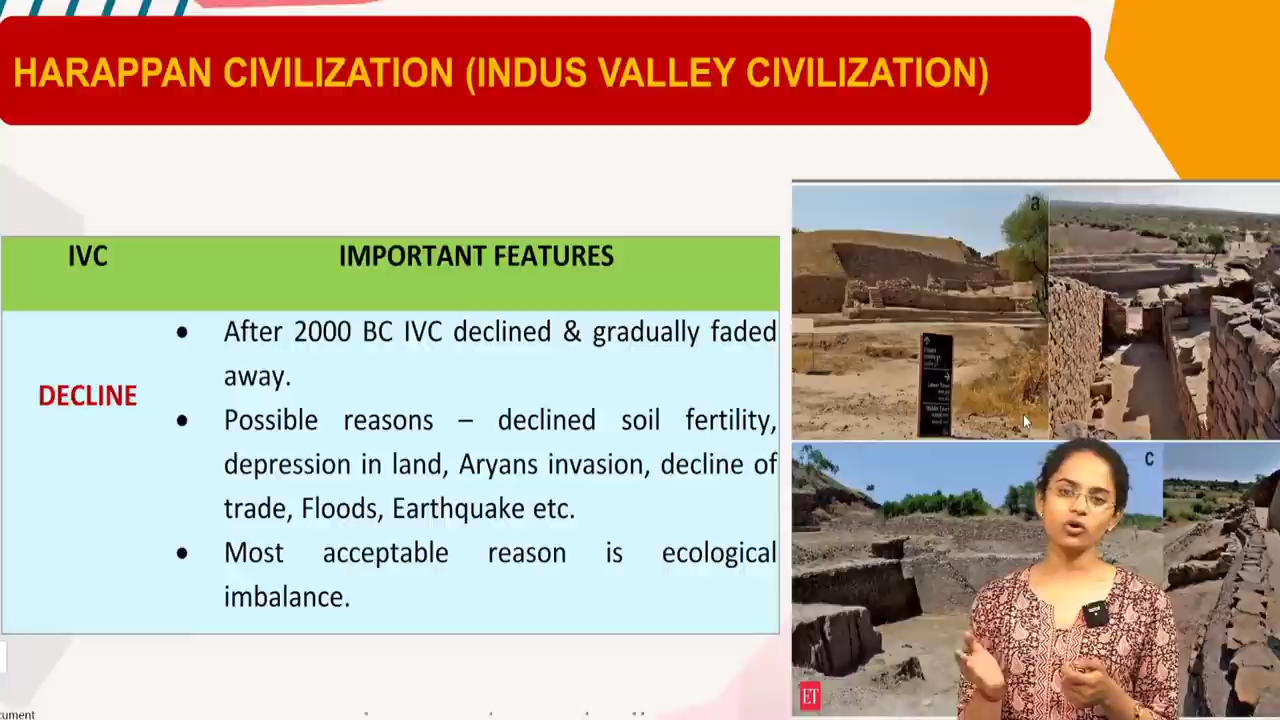 HARAPPAN CIVILIZATION (INDUS VALLEY CIVILIZATION)
IVC
IMPORTANT FEATURES
DECLINE
• After 2000 BC IVC declined & gradually faded
away.
• Possible reasons – declined soil fertility,
depression in land, Aryans invasion, decline of
trade, Floods, Earthquake etc.
• Most acceptable reason is ecological
imbalance.
a
c
ET